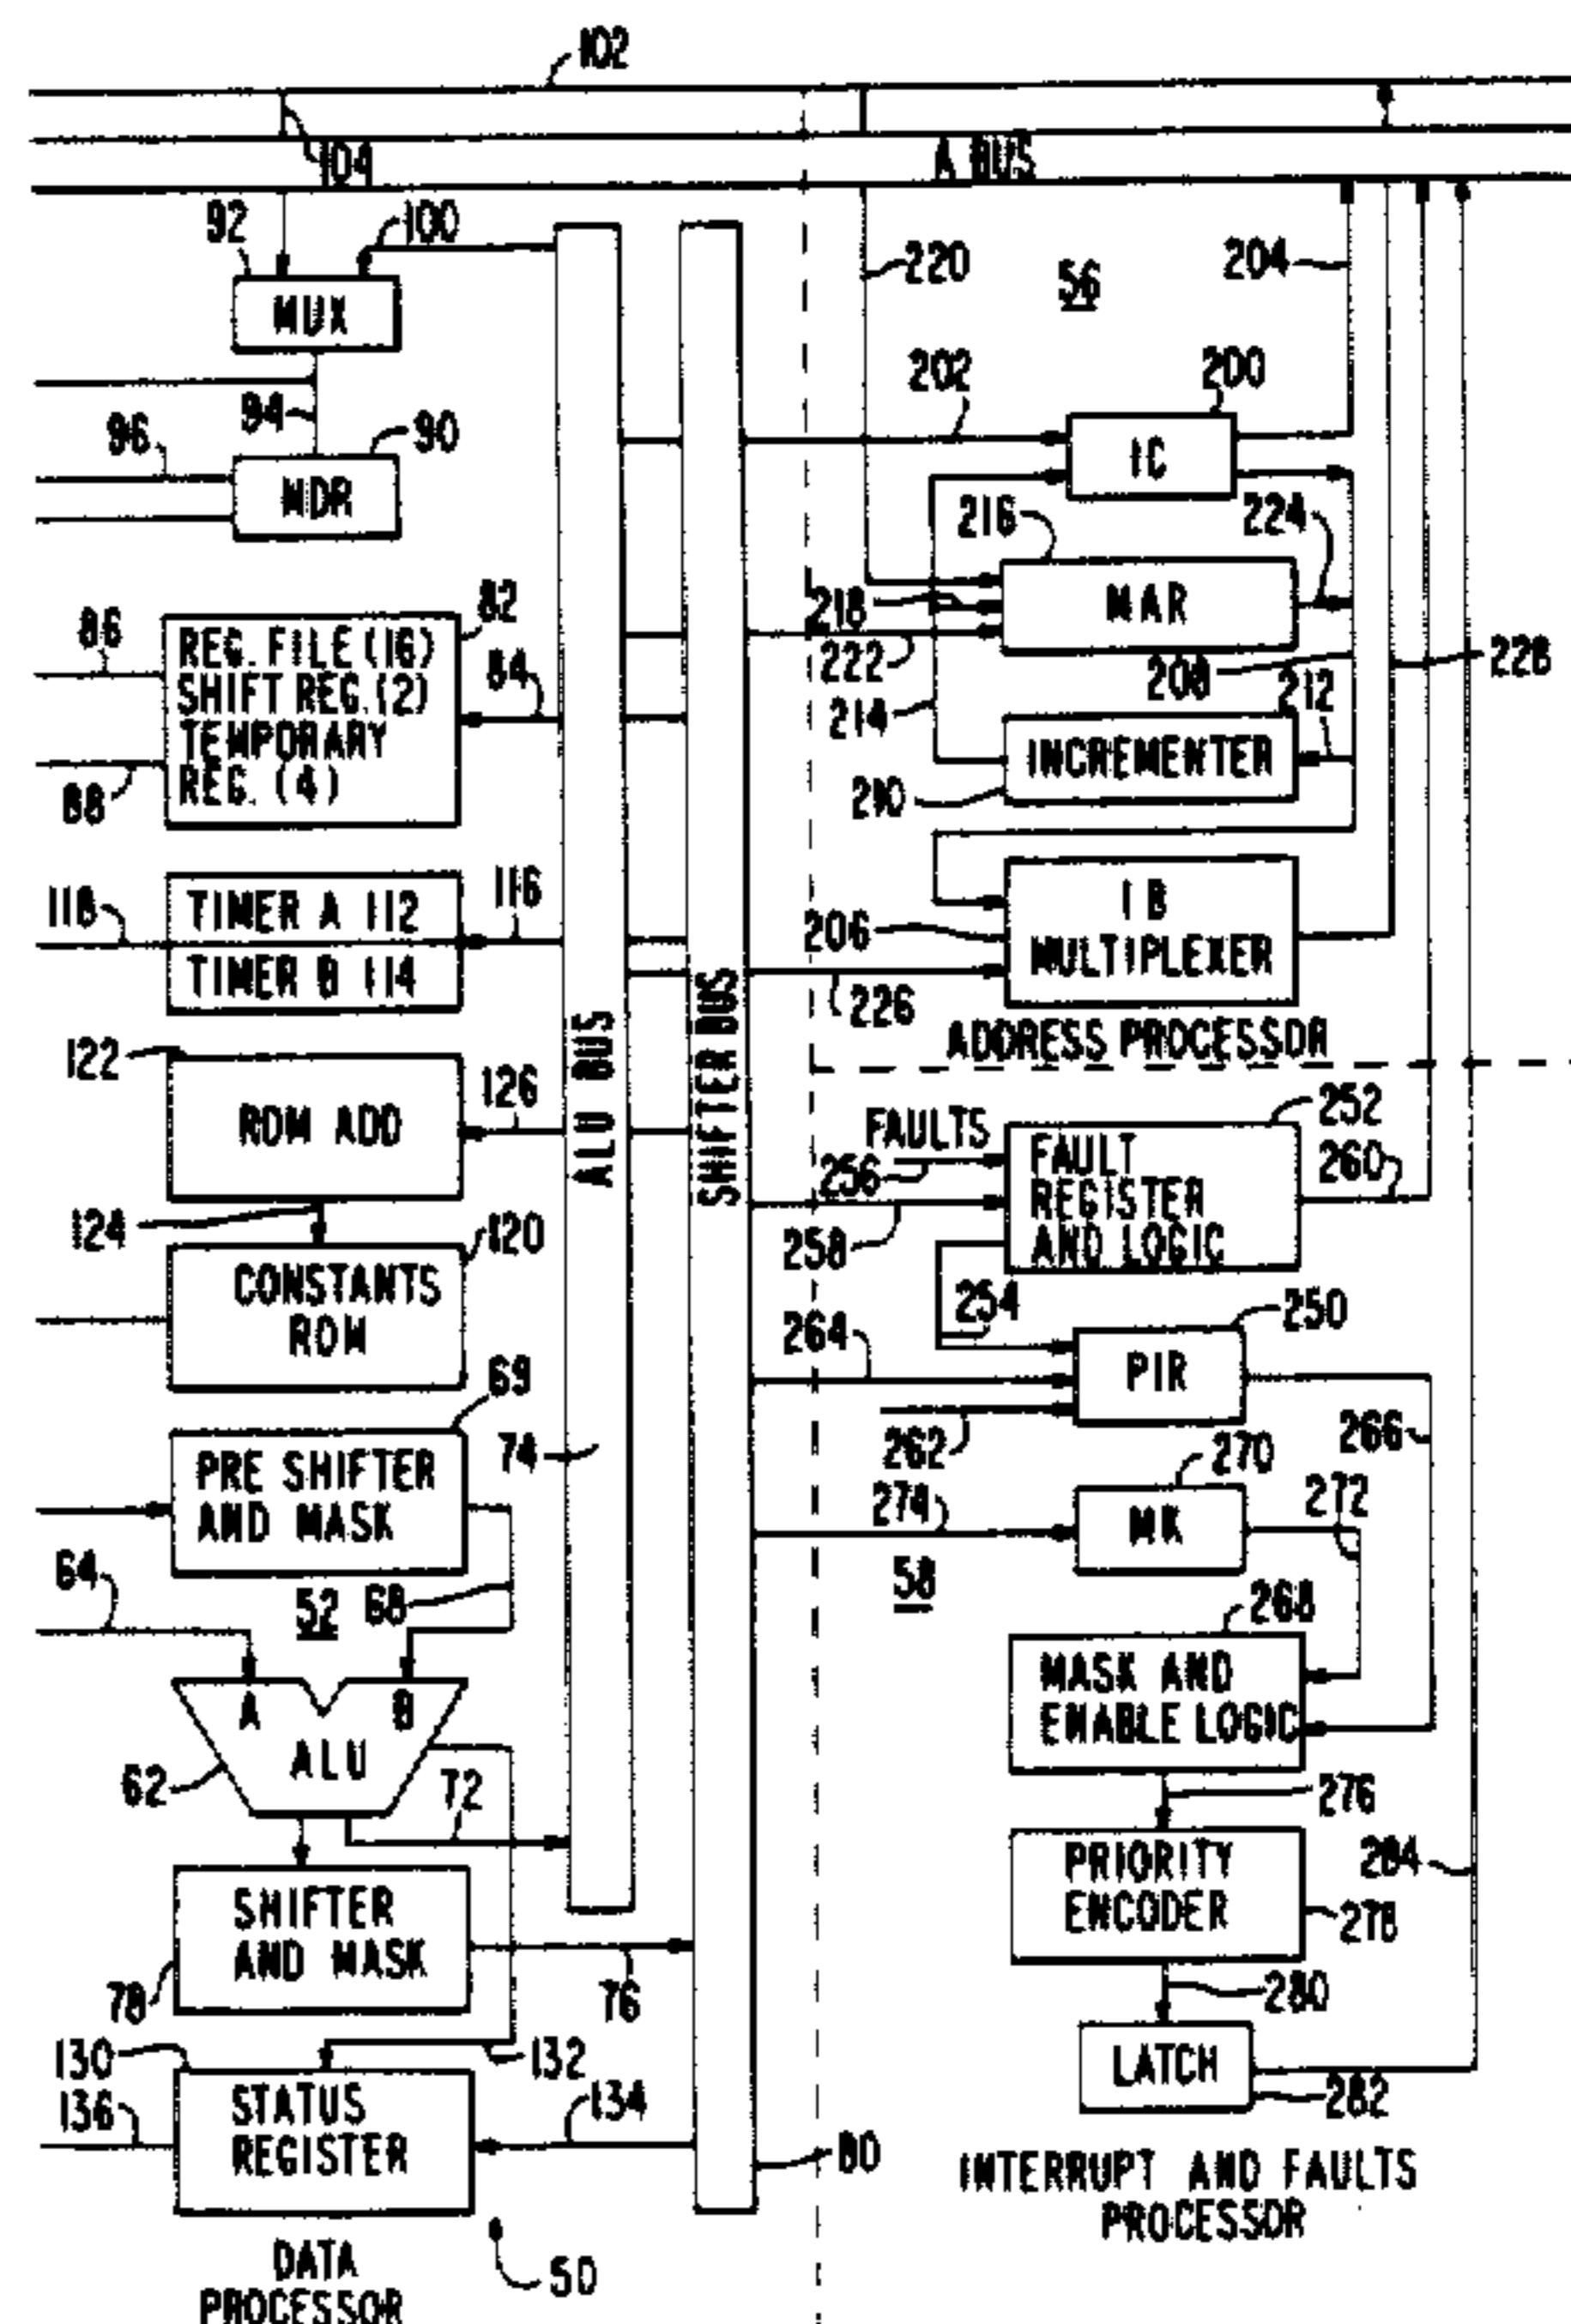 102
104
A BUS
92
100
220
56
204
MUX
202
200
94
96
90
IC
MDR
216
224
82
86
REG. FILE (16)
SHIFT REG. (2)
TEMPORARY
REG. (4)
84
218
MAR
222
208
228
212
214
88
INCREMENTER
210
118
TIMER A 112
TIMER B 114
116
206
IB
MULTIPLEXER
226
ALU BUS
SHIFTER BUS
ADDRESS PROCESSOR
122
ROM ADD
126
FAULTS
252
256
FAULT
REGISTER
AND LOGIC
260
124
120
258
CONSTANTS
ROM
254
264
250
PIR
69
74
262
266
PRE SHIFTER
AND MASK
270
274
272
MK
64
52
68
58
268
A
B
ALU
MASK AND
ENABLE LOGIC
62
72
276
PRIORITY
ENCODER
284
278
SHIFTER
AND MASK
78
76
280
130
132
LATCH
136
STATUS
REGISTER
134
282
80
INTERRUPT AND FAULTS
PROCESSOR
50
DATA
PROCESSOR